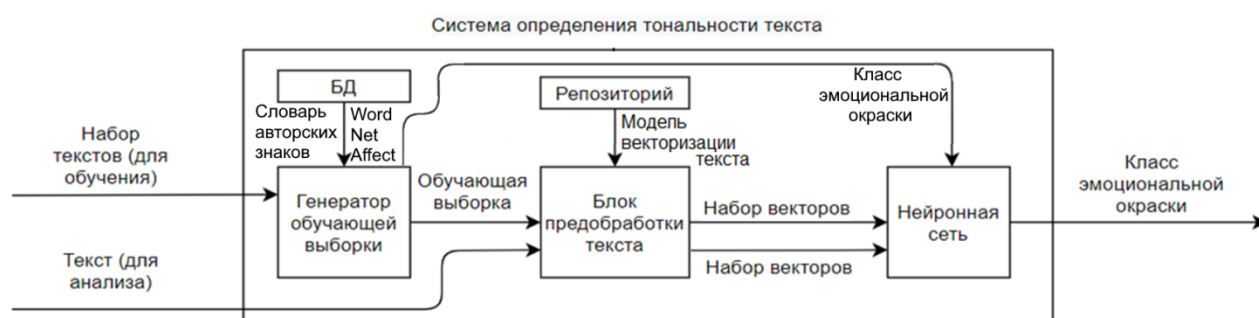 Система определения тональности текста
БД
Словарь
авторских
знаков
Word
Net
Affect
Репозиторий
Модель
векторизации
текста
Класс
эмоциональной
окраски
Набор
текстов (для
обучения)
Генератор
обучающей
выборки
Обучающая
выборка
Блок
предобработки
текста
Набор векторов
Набор векторов
Нейронная
сеть
Класс
эмоциональной
окраски
Текст (для
анализа)